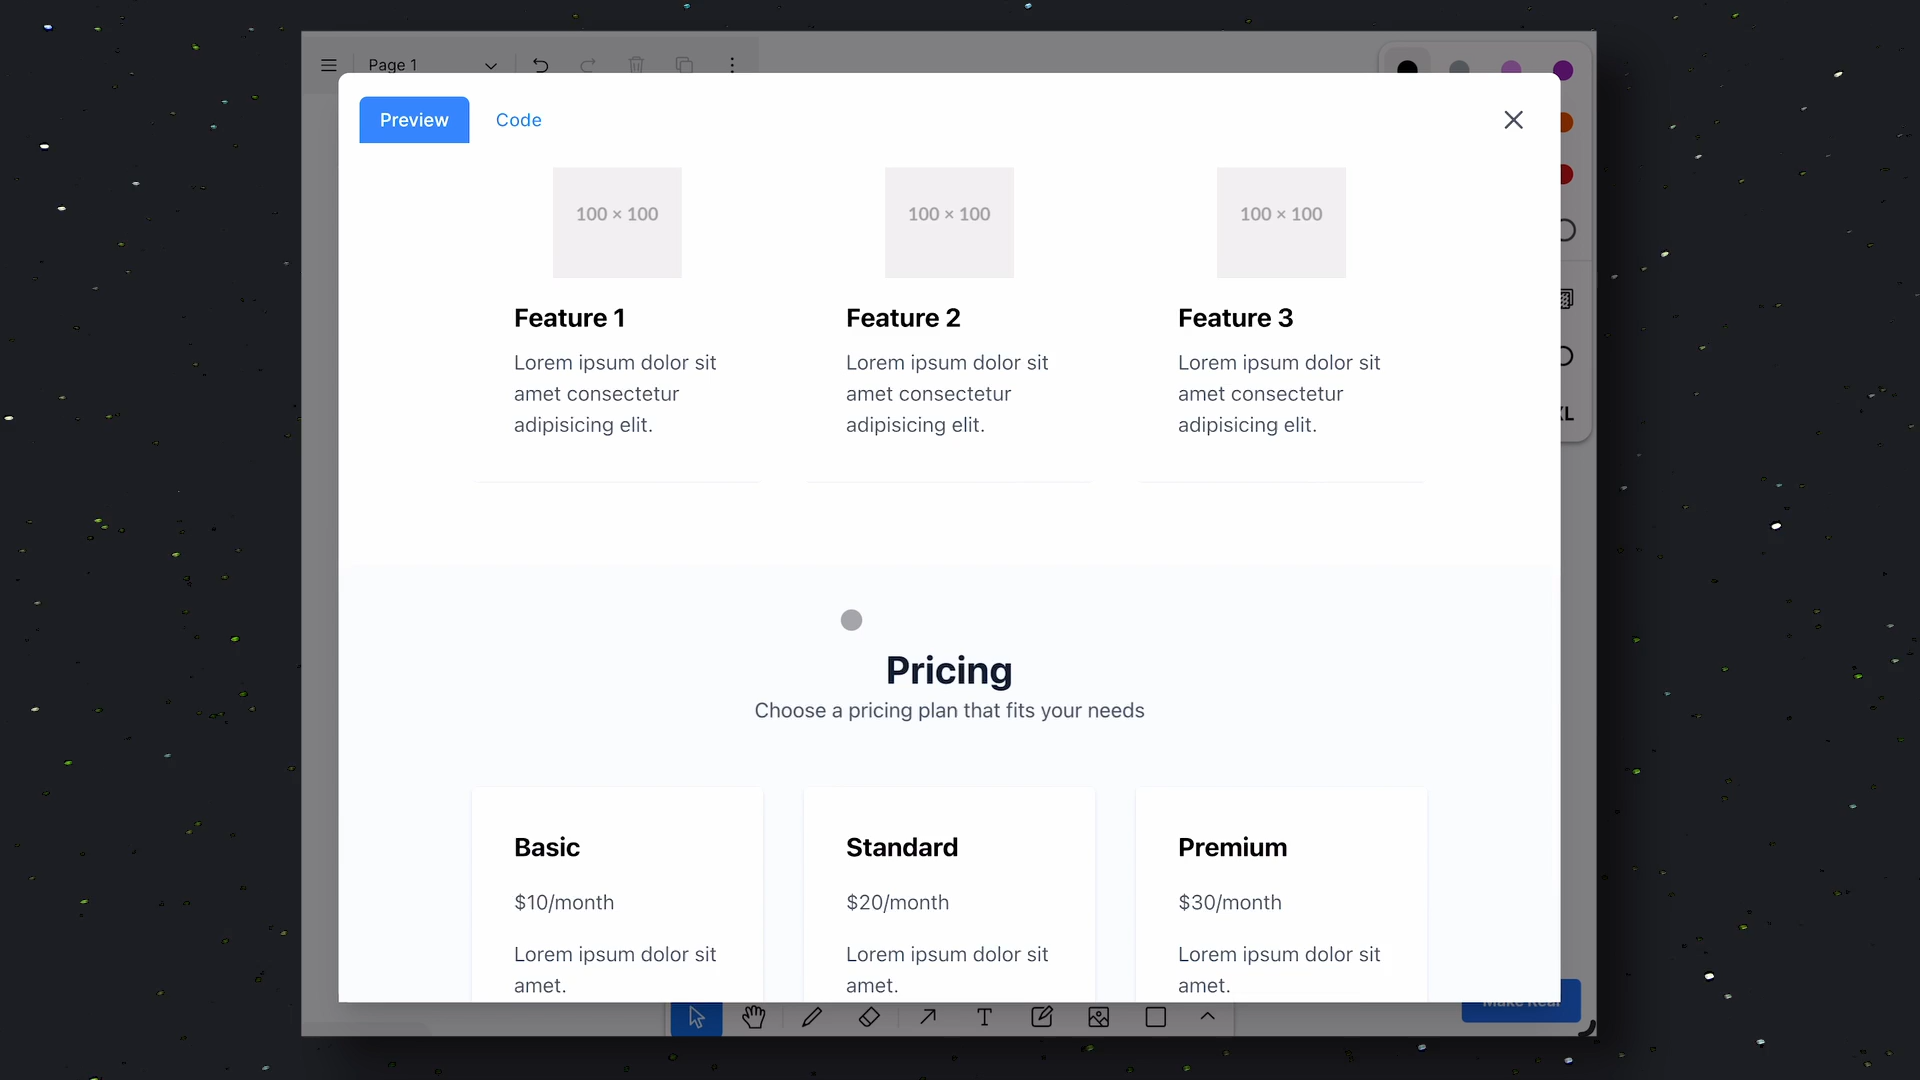 Page 1
Preview
Code
100 × 100
100 × 100
100 × 100
Feature 1
Feature 2
Feature 3
Lorem ipsum dolor sit
amet consectetur
adipisicing elit.
Lorem ipsum dolor sit
amet consectetur
adipisicing elit.
Lorem ipsum dolor sit
amet consectetur
adipisicing elit.
Pricing
Choose a pricing plan that fits your needs
Basic
$10/month
Lorem ipsum dolor sit
amet.
Standard
$20/month
Lorem ipsum dolor sit
amet.
Premium
$30/month
Lorem ipsum dolor sit
amet.
Make Real